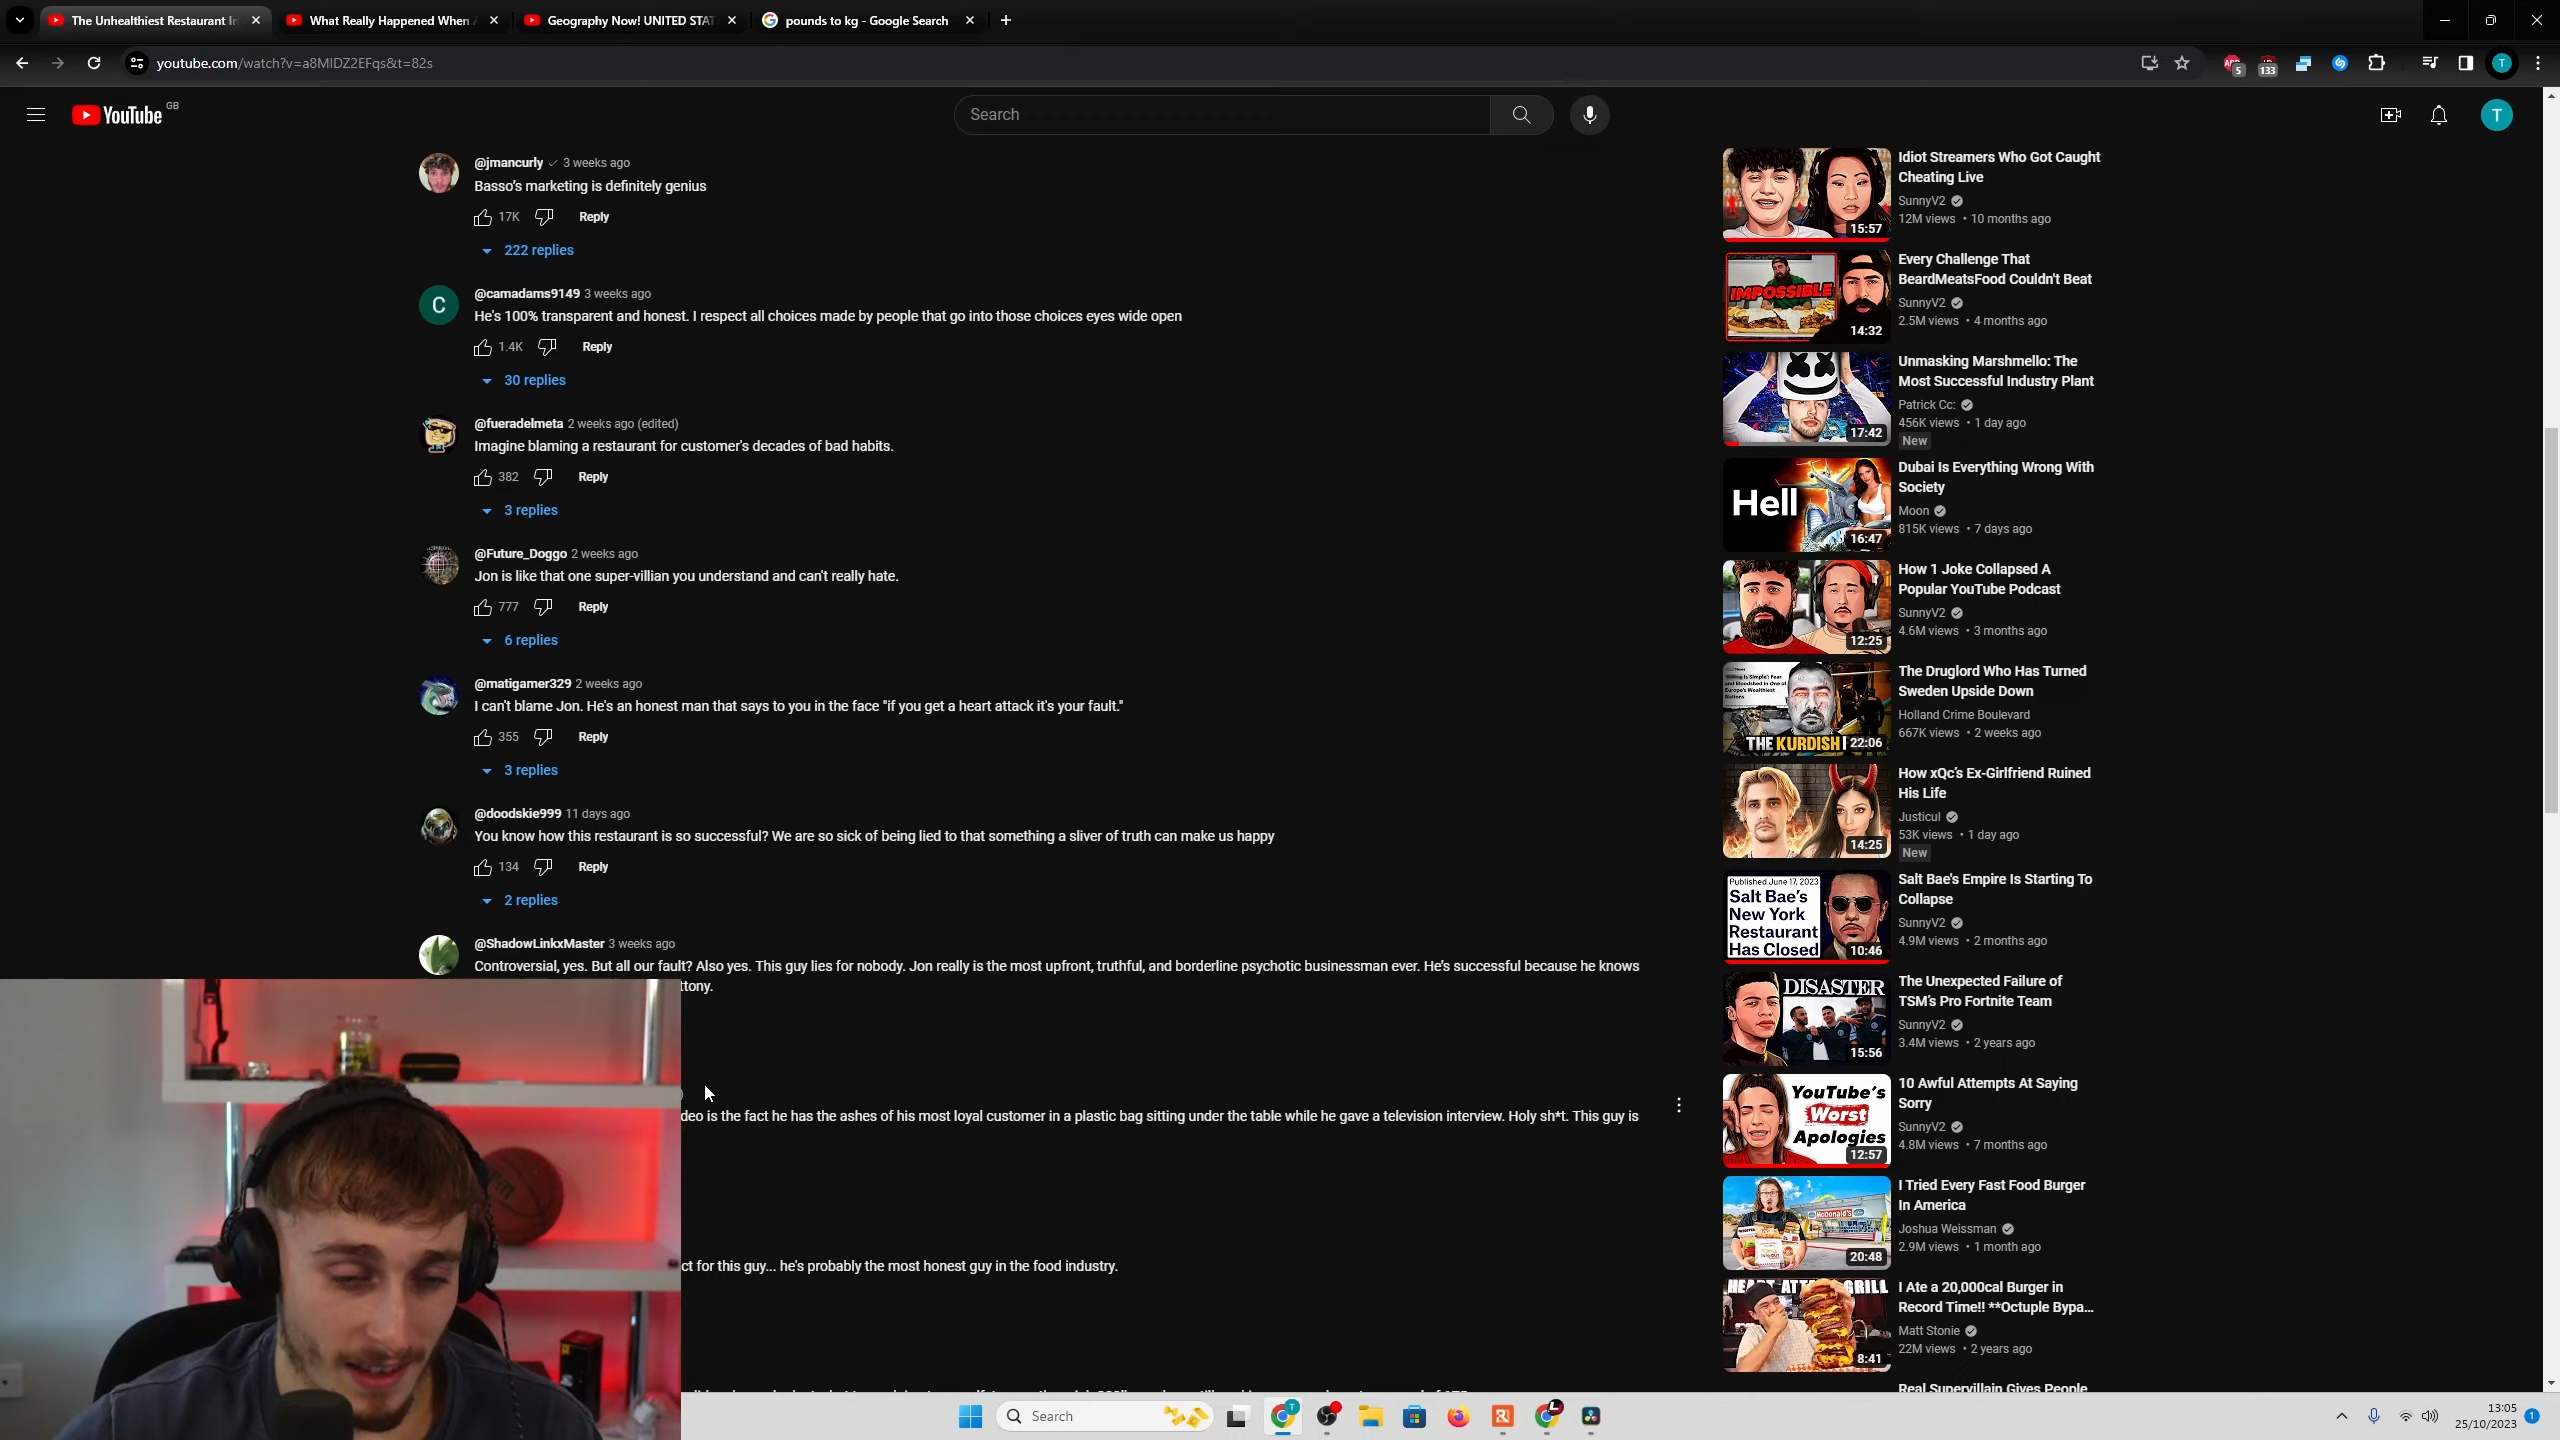 The Unhealthiest Restaurant In
What Really Happened When
Geography Now! UNITED STAT
pounds to kg - Google Search
youtube.com/watch?v=a8MIDZ2EFqs&t=82s
5
133
T
YouTube GB
Search
T
@jmancurly 3 weeks ago
Basso's marketing is definitely genius
17K Reply
222 replies
C
@camadams9149 3 weeks ago
He's 100% transparent and honest. I respect all choices made by people that go into those choices eyes wide open
1.4K Reply
30 replies
@fueradelmeta 2 weeks ago (edited)
Imagine blaming a restaurant for customer's decades of bad habits.
382 Reply
3 replies
@Future_Doggo 2 weeks ago
Jon is like that one super-villian you understand and can't really hate.
777 Reply
6 replies
@matigamer329 2 weeks ago
I can't blame Jon. He's an honest man that says to you in the face "if you get a heart attack it's your fault."
355 Reply
3 replies
@doodskie999 11 days ago
You know how this restaurant is so successful? We are so sick of being lied to that something a sliver of truth can make us happy
134 Reply
2 replies
@ShadowLinkxMaster 3 weeks ago
Controversial, yes. But all our fault? Also yes. This guy lies for nobody. Jon really is the most upfront, truthful, and borderline psychotic businessman ever. He's successful because he knows
ttony.
deo is the fact he has the ashes of his most loyal customer in a plastic bag sitting under the table while he gave a television interview. Holy sh*t. This guy is
ct for this guy... he's probably the most honest guy in the food industry.
15:57
Idiot Streamers Who Got Caught
Cheating Live
SunnyV2
12M views • 10 months ago
IMPOSSIBLE
14:32
Every Challenge That
BeardMeatsFood Couldn't Beat
SunnyV2
2.5M views • 4 months ago
17:42
Unmasking Marshmello: The
Most Successful Industry Plant
Patrick Cc:
456K views • 1 day ago
New
Hell
16:47
Dubai Is Everything Wrong With
Society
Moon
815K views • 7 days ago
12:25
How 1 Joke Collapsed A
Popular YouTube Podcast
SunnyV2
4.6M views • 3 months ago
THE KURDISH
22:06
The Druglord Who Has Turned
Sweden Upside Down
Holland Crime Boulevard
667K views • 2 weeks ago
14:25
How xQc's Ex-Girlfriend Ruined
His Life
Justicul
53K views • 1 day ago
New
Published June 17, 2023
Salt Bae's
New York
Restaurant
Has Closed
10:46
Salt Bae's Empire Is Starting To
Collapse
SunnyV2
4.9M views • 2 months ago
DISASTER
15:56
The Unexpected Failure of
TSM's Pro Fortnite Team
SunnyV2
3.4M views • 2 years ago
YouTube's
Worst
Apologies
12:57
10 Awful Attempts At Saying
Sorry
SunnyV2
4.8M views • 7 months ago
20:48
I Tried Every Fast Food Burger
In America
Joshua Weissman
2.9M views • 1 month ago
GRILL
8:41
I Ate a 20,000cal Burger in
Record Time!! **Octuple Bypa...
Matt Stonie
22M views • 2 years ago
Real Supervillain Gives People
Search
13:05
25/10/2023
1